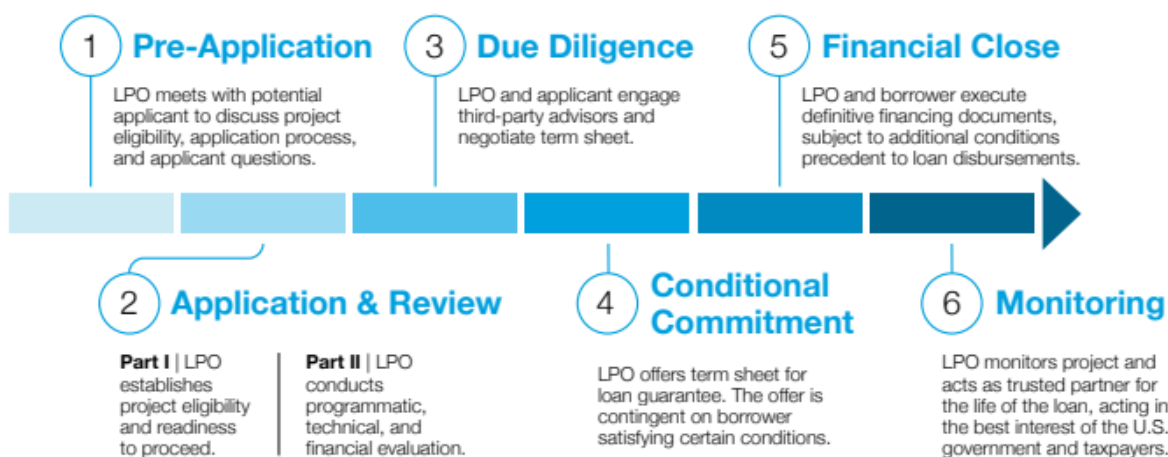 1 Pre-Application
LPO meets with potential
applicant to discuss project
eligibility, application process,
and applicant questions.
2 Application & Review
Part I | LPO
establishes
project eligibility
and readiness
to proceed.
Part II | LPO
conducts
programmatic,
technical, and
financial evaluation.
3 Due Diligence
LPO and applicant engage
third-party advisors and
negotiate term sheet.
4 Conditional
Commitment
LPO offers term sheet for
loan guarantee. The offer is
contingent on borrower
satisfying certain conditions.
5 Financial Close
LPO and borrower execute
definitive financing documents,
subject to additional conditions
precedent to loan disbursements.
6 Monitoring
LPO monitors project and
acts as trusted partner for
the life of the loan, acting in
the best interest of the U.S.
government and taxpayers.